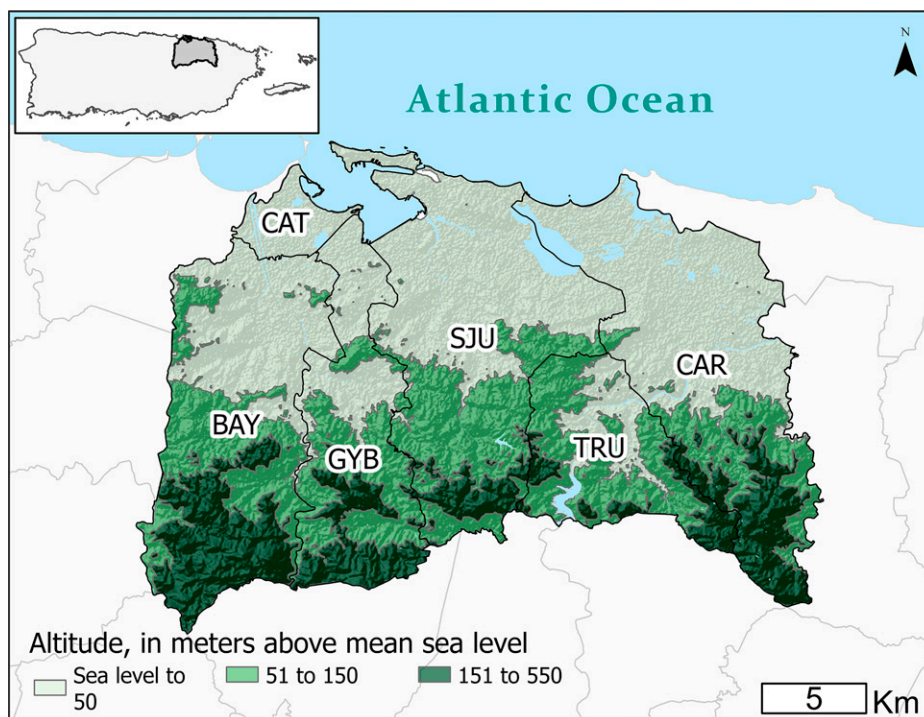 N
Atlantic Ocean
CAT
SJU
CAR
BAY
GYB
TRU
Altitude, in meters above mean sea level
Sea level to
50
51 to 150
151 to 550
5
Km